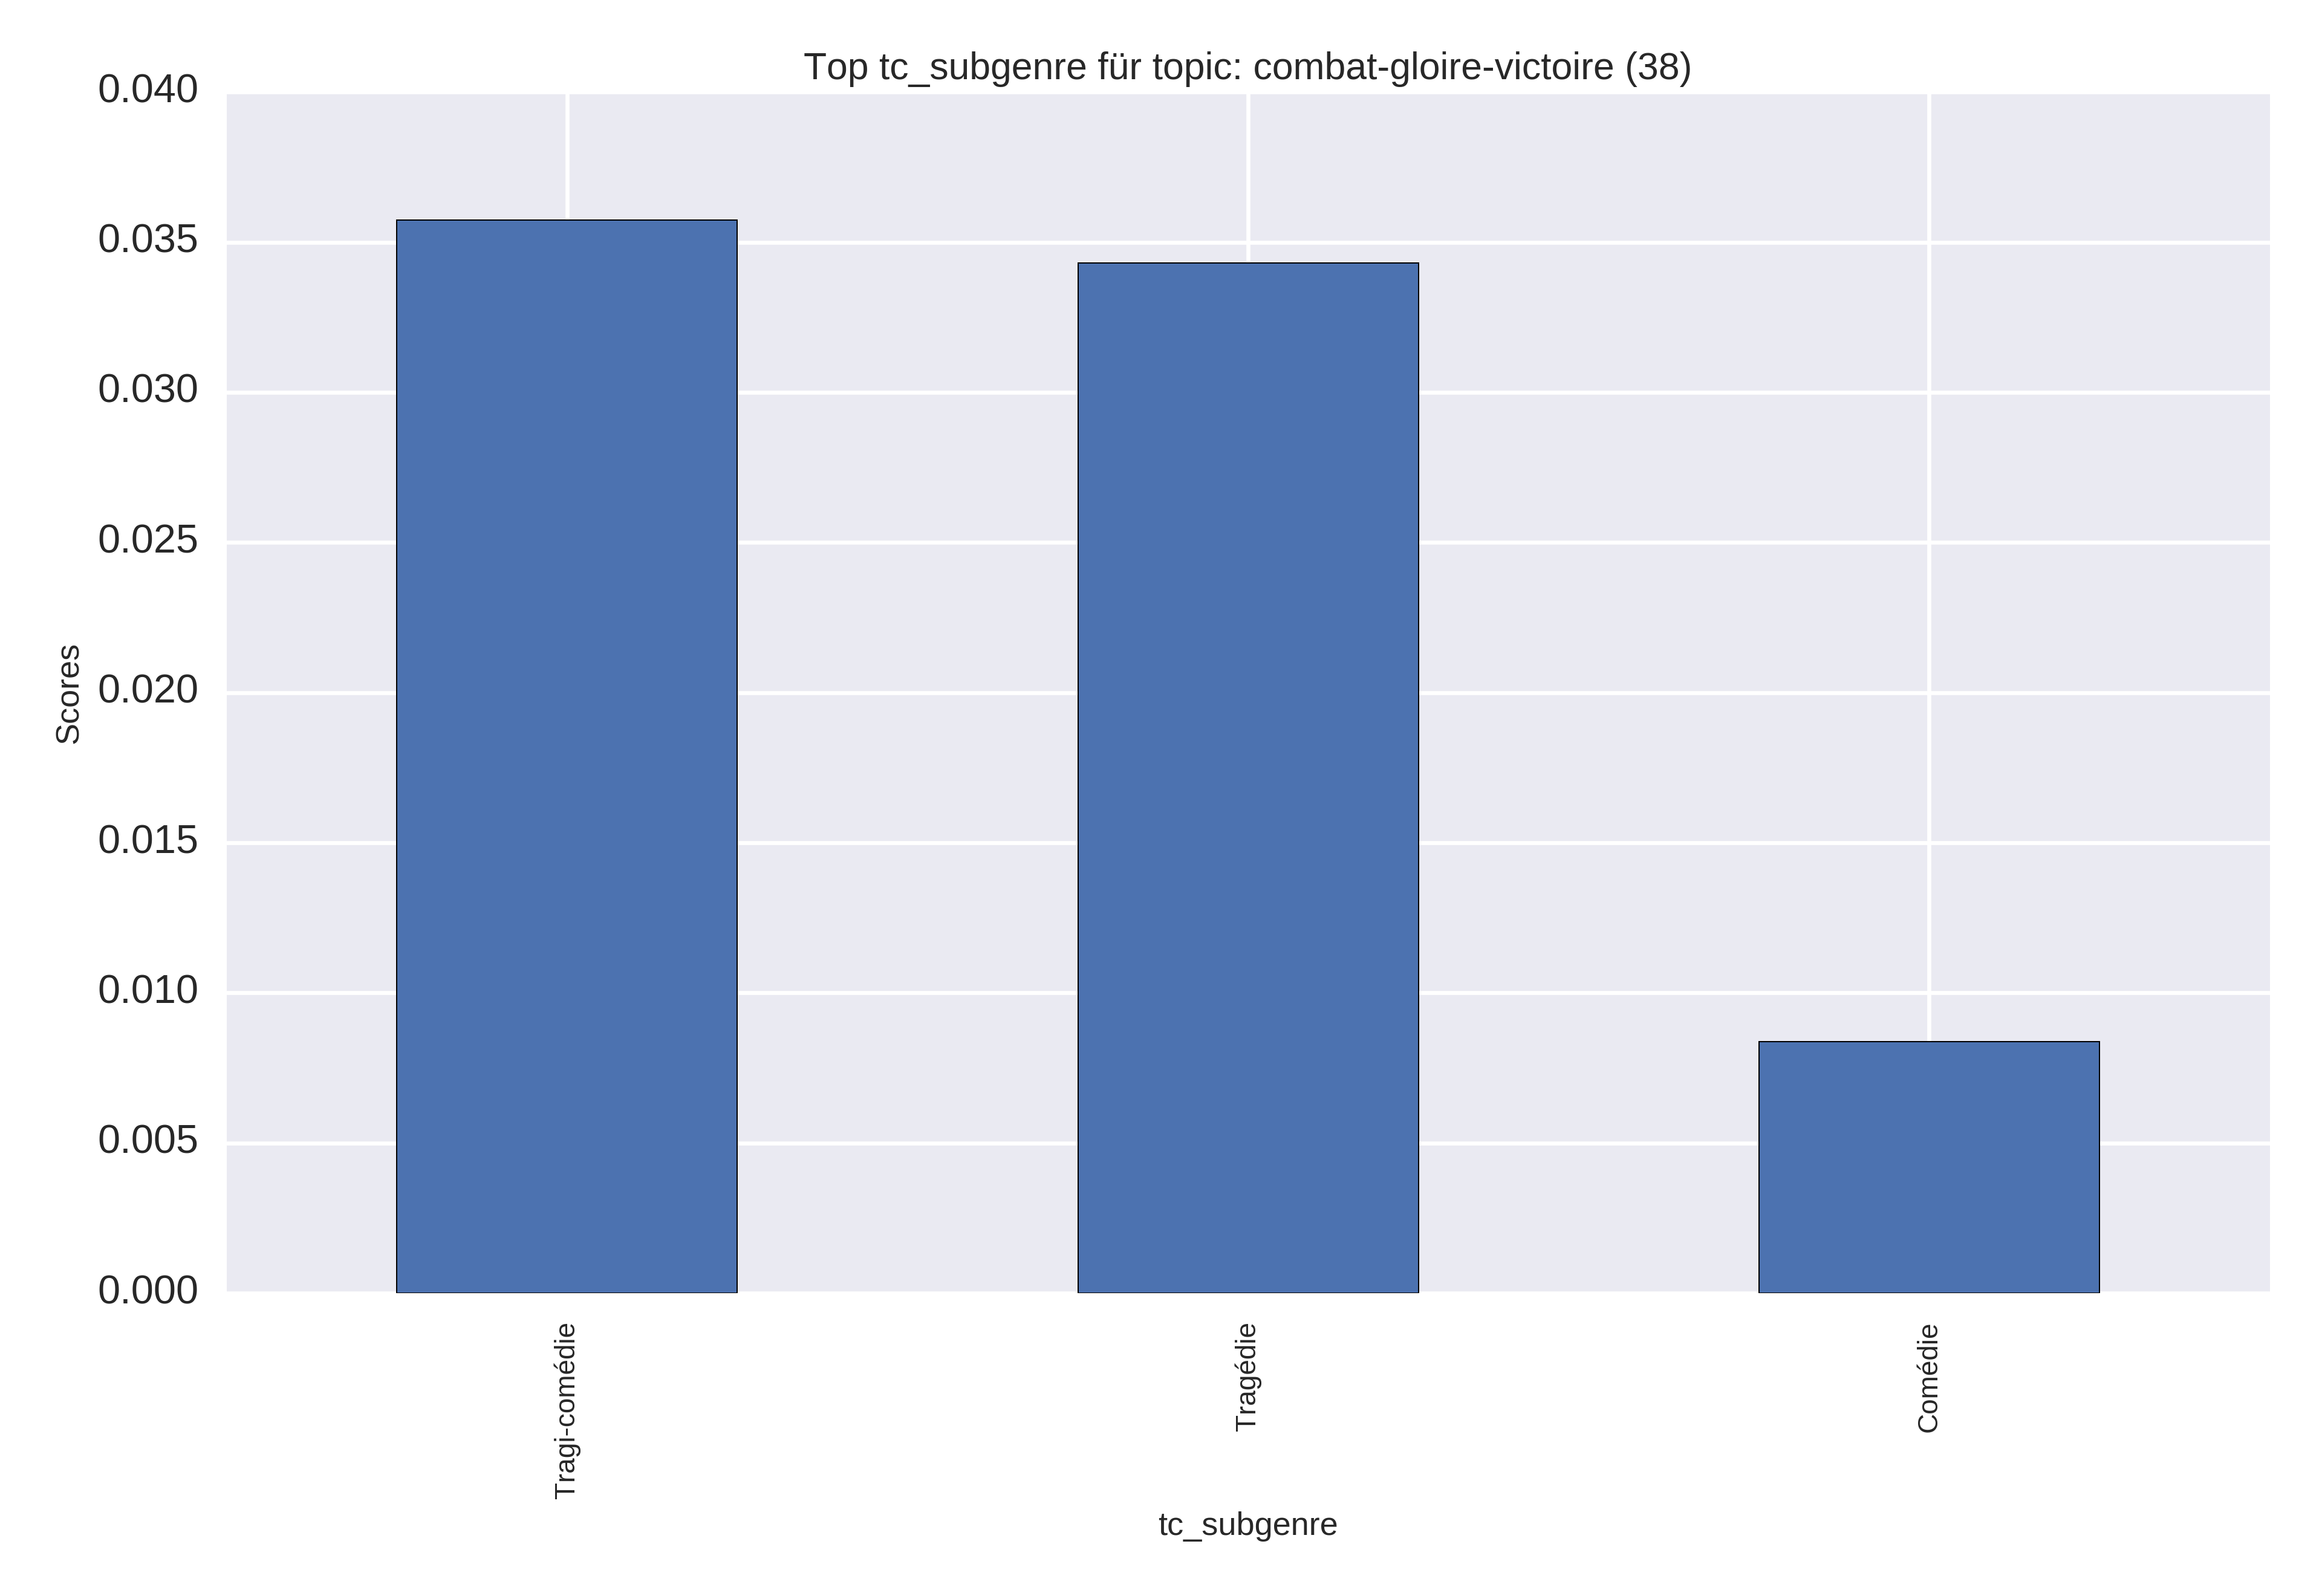 Top tc_subgenre für topic: combat-gloire-victoire (38)
0.040
0.035
0.030
0.025
0.020
0.015
0.010
0.005
0.000
Scores
Tragi-comédie
Tragédie
Comédie
tc_subgenre